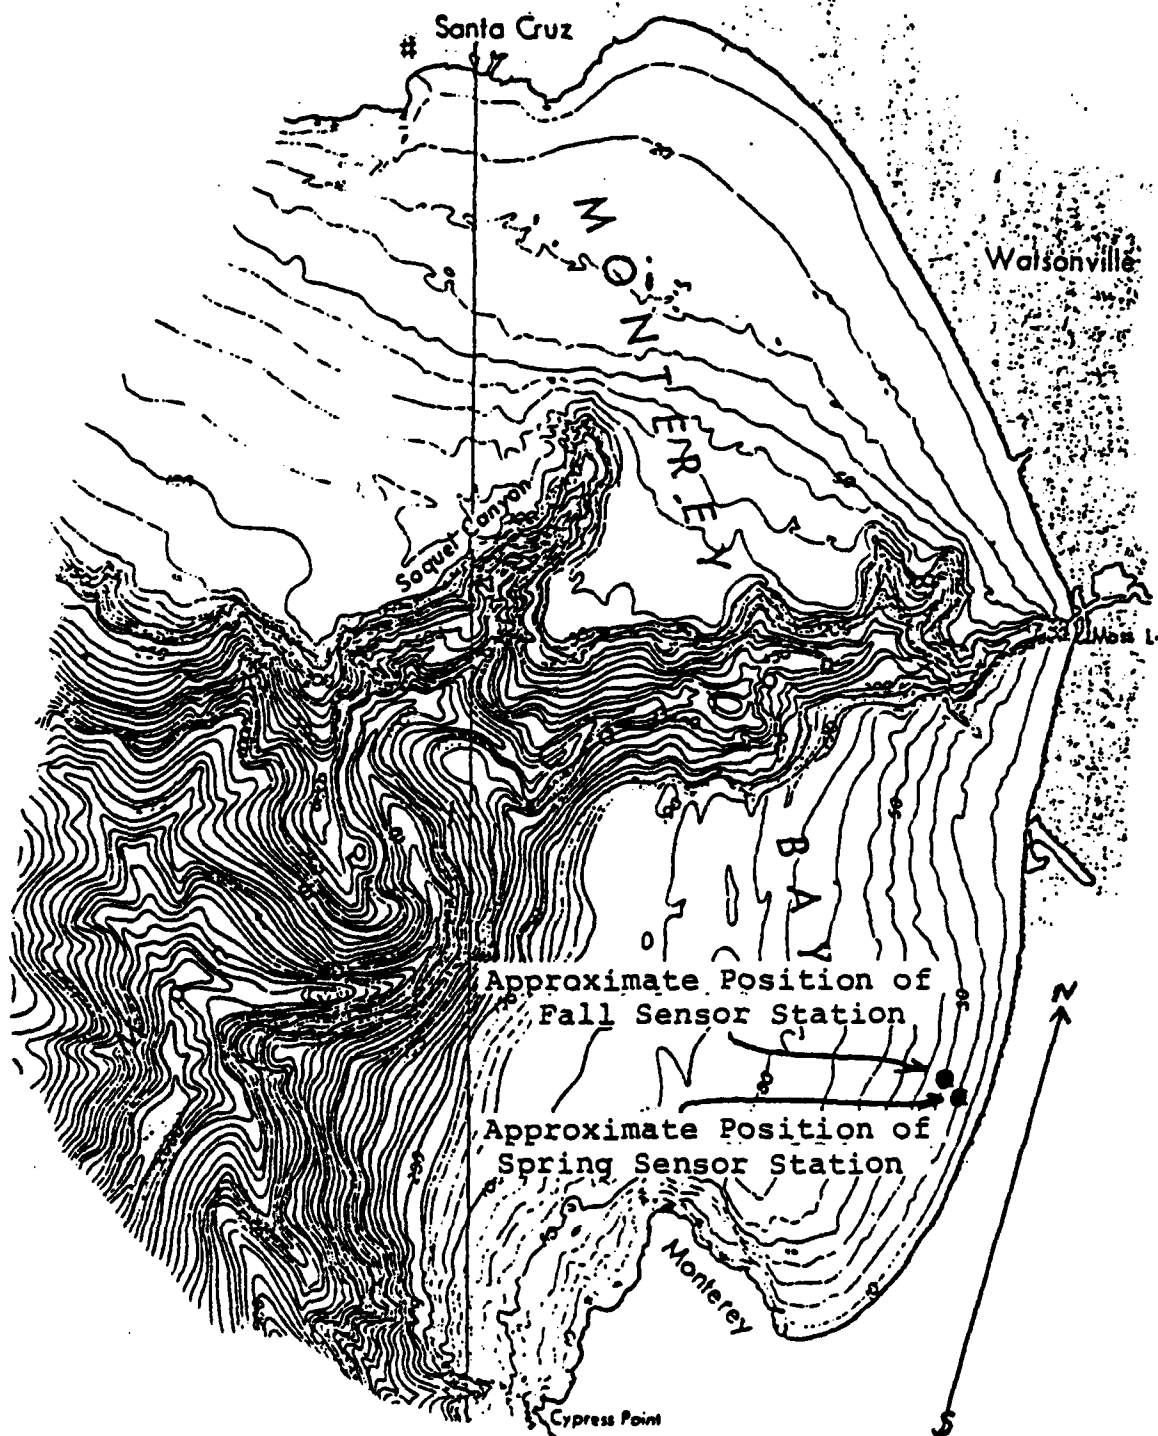 Santa Cruz
#
Watsonville
MONTEREY
Soquel Canyon
Moss L
BAY
Approximate Position of
Fall Sensor Station
N
Approximate Position of
Spring Sensor Station
Monterey
Cypress Point
S